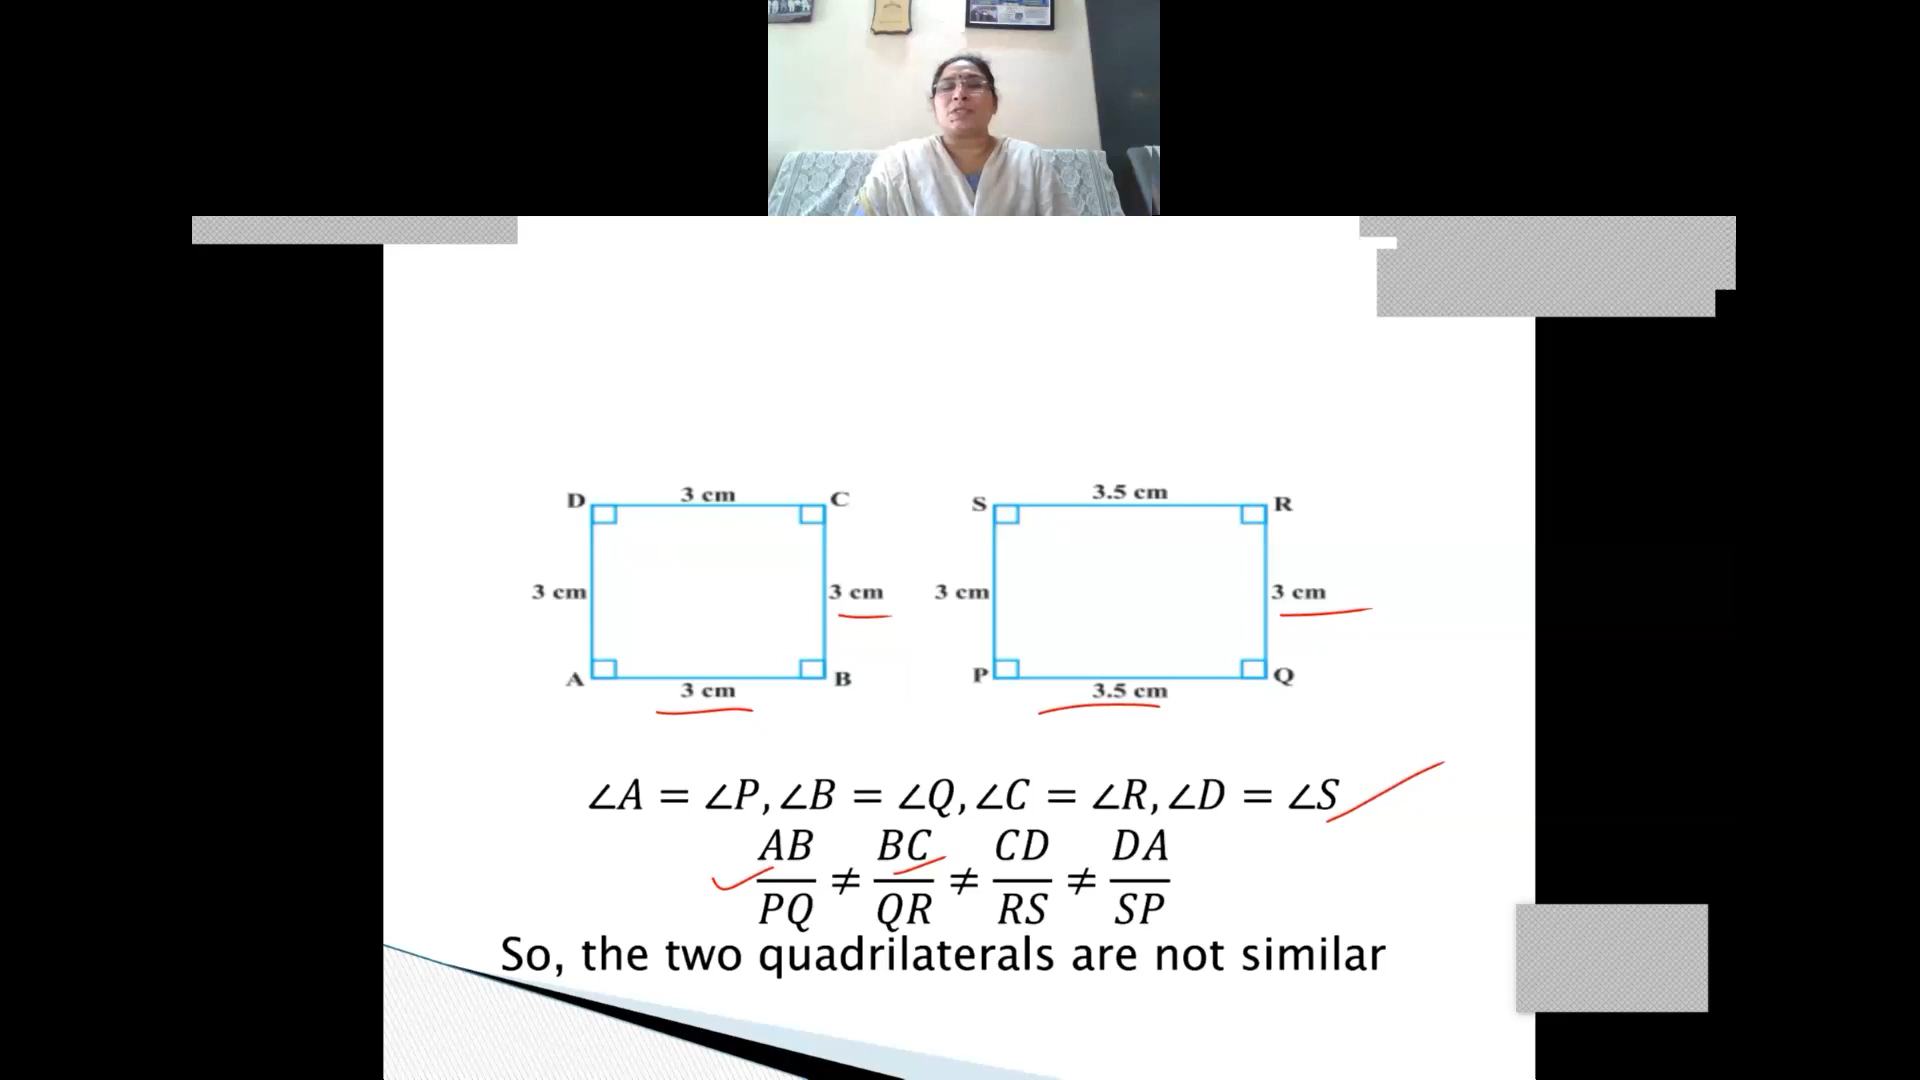 D 3 cm C
3 cm 3 cm
A B
3 cm
S 3.5 cm R
3 cm 3 cm
P Q
3.5 cm
∠A = ∠P, ∠B = ∠Q, ∠C = ∠R, ∠D = ∠S
AB/PQ ≠ BC/QR ≠ CD/RS ≠ DA/SP
So, the two quadrilaterals are not similar